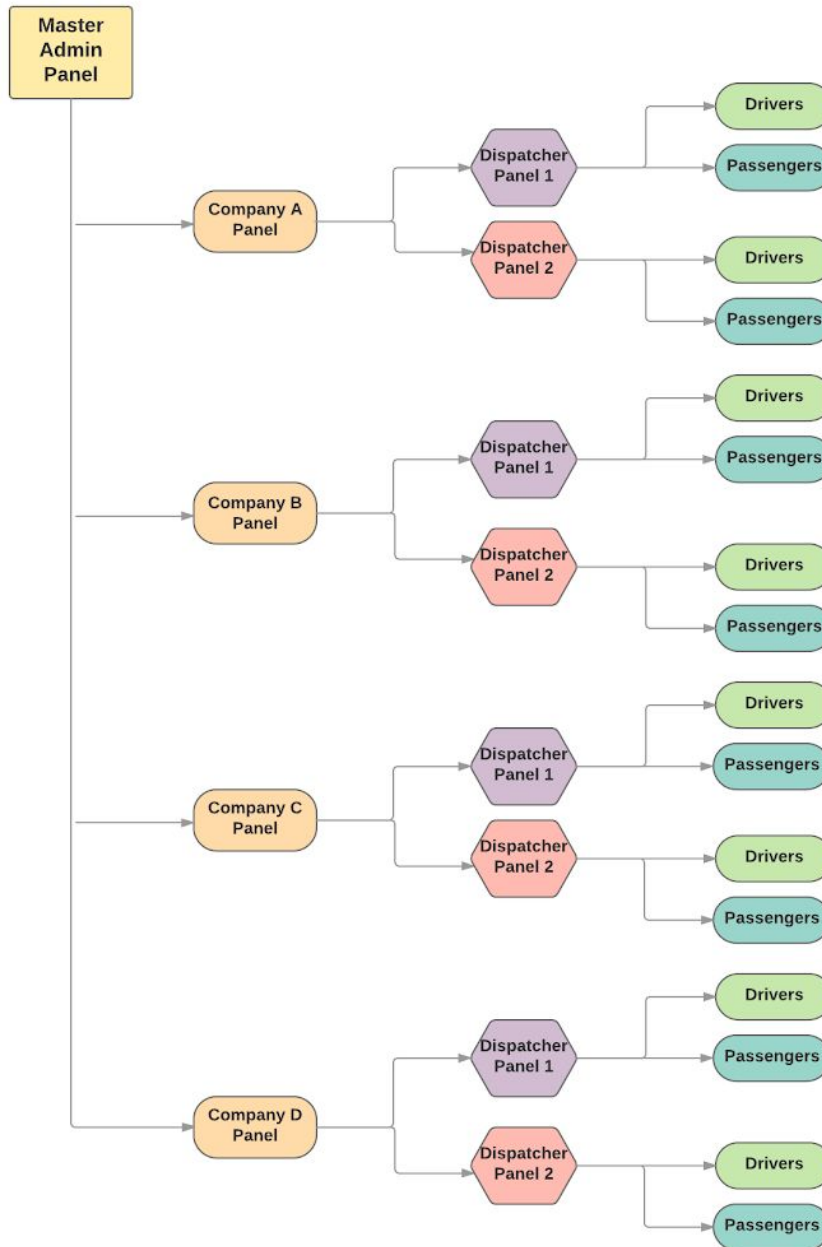 Master
Admin
Panel
Drivers
Dispatcher
Panel 1
Passengers
Company A
Panel
Dispatcher
Panel 2
Drivers
Passengers
Drivers
Dispatcher
Panel 1
Passengers
Company B
Panel
Dispatcher
Panel 2
Drivers
Passengers
Drivers
Dispatcher
Panel 1
Passengers
Company C
Panel
Dispatcher
Panel 2
Drivers
Passengers
Drivers
Dispatcher
Panel 1
Passengers
Company D
Panel
Dispatcher
Panel 2
Drivers
Passengers